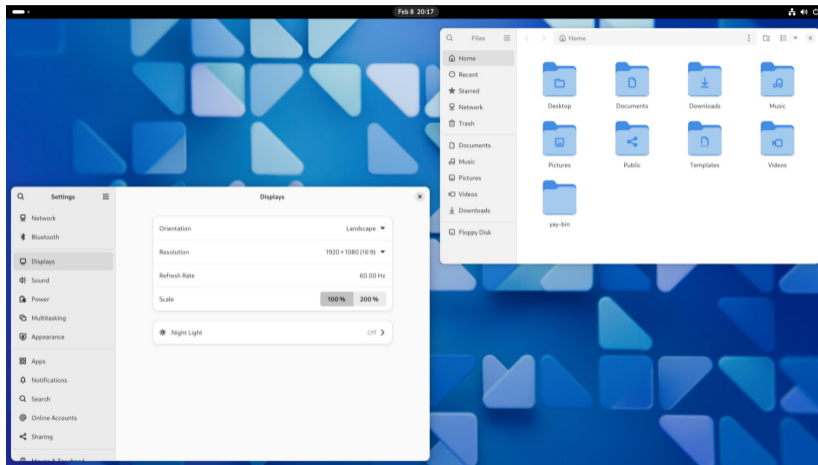 Feb 8 20:17
Files
Home
Home
Recent
Starred
Network
Trash
Documents
Music
Pictures
Videos
Downloads
Floppy Disk
Desktop
Documents
Downloads
Music
Pictures
Public
Templates
Videos
yay-bin
Settings
Network
Bluetooth
Displays
Sound
Power
Multitasking
Appearance
Apps
Notifications
Search
Online Accounts
Sharing
Mouse & Touchpad
Displays
Orientation
Landscape
Resolution
1920 × 1080 (16:9)
Refresh Rate
60.00 Hz
Scale
100 %
200 %
Night Light
Off